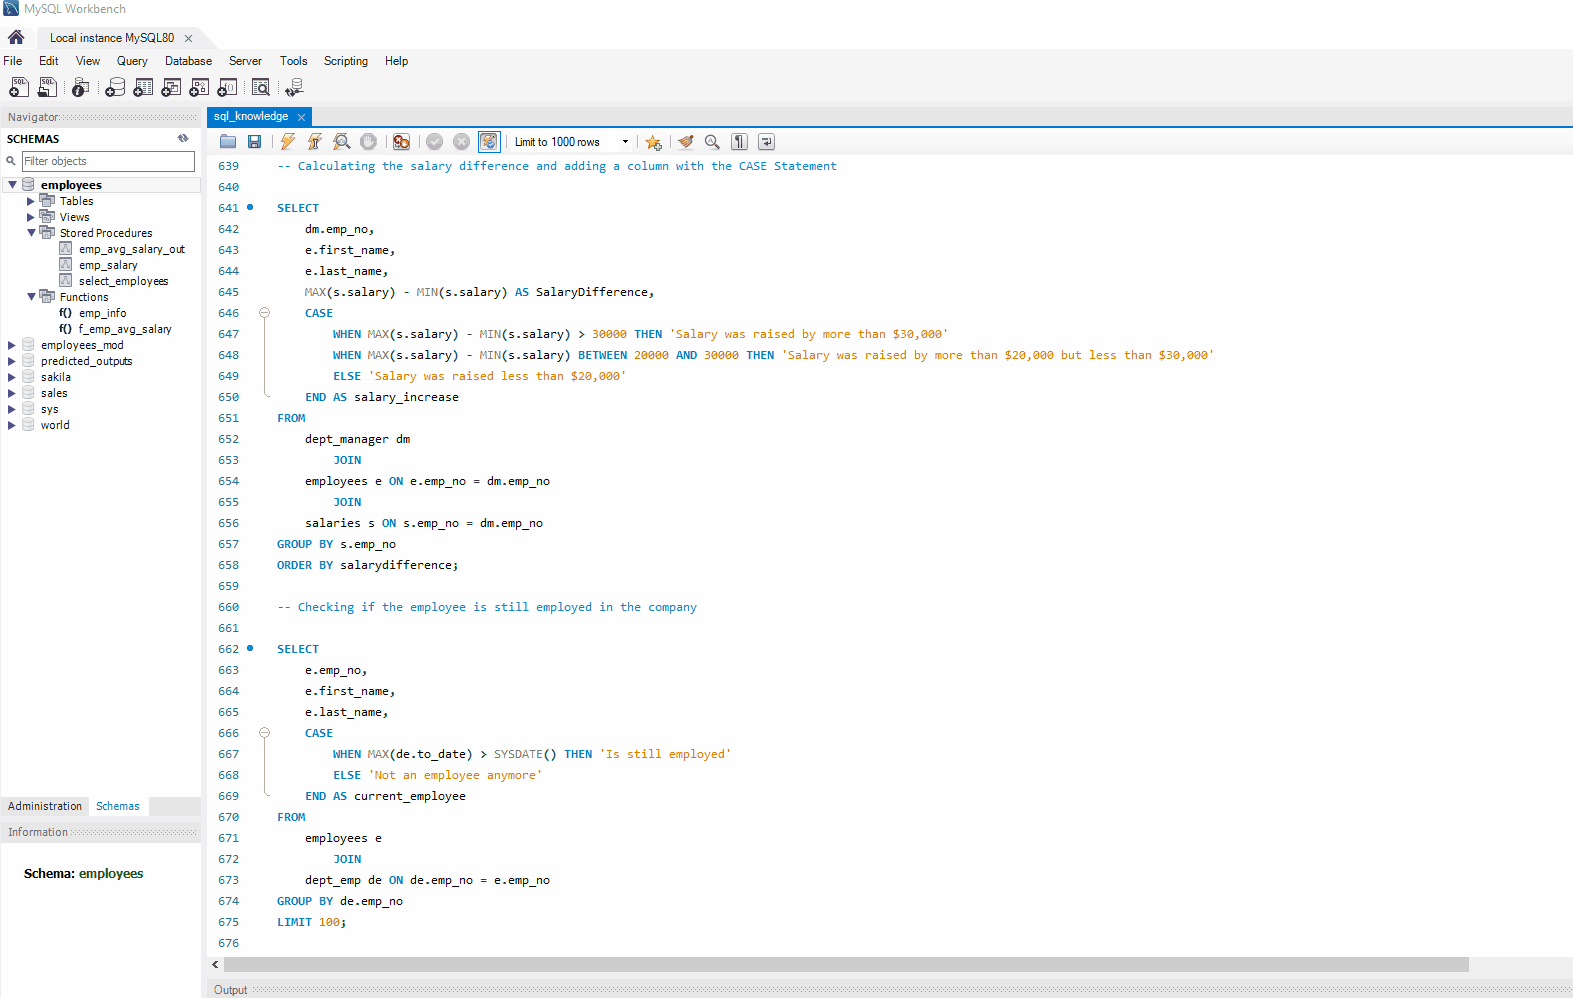 MySQL Workbench
Local instance MySQL80
File Edit View Query Database Server Tools Scripting Help
Navigator
SCHEMAS
Filter objects
employees
Tables
Views
Stored Procedures
emp_avg_salary_out
emp_salary
select_employees
Functions
f() emp_info
f() f_emp_avg_salary
employees_mod
predicted_outputs
sakila
sales
sys
world
Administration Schemas
Information
Schema: employees
sql_knowledge
Limit to 1000 rows
639 -- Calculating the salary difference and adding a column with the CASE Statement
640
641 SELECT
642 dm.emp_no,
643 e.first_name,
644 e.last_name,
645 MAX(s.salary) - MIN(s.salary) AS SalaryDifference,
646 CASE
647 WHEN MAX(s.salary) - MIN(s.salary) > 30000 THEN 'Salary was raised by more than $30,000'
648 WHEN MAX(s.salary) - MIN(s.salary) BETWEEN 20000 AND 30000 THEN 'Salary was raised by more than $20,000 but less than $30,000'
649 ELSE 'Salary was raised less than $20,000'
650 END AS salary_increase
651 FROM
652 dept_manager dm
653 JOIN
654 employees e ON e.emp_no = dm.emp_no
655 JOIN
656 salaries s ON s.emp_no = dm.emp_no
657 GROUP BY s.emp_no
658 ORDER BY salarydifference;
659
660 -- Checking if the employee is still employed in the company
661
662 SELECT
663 e.emp_no,
664 e.first_name,
665 e.last_name,
666 CASE
667 WHEN MAX(de.to_date) > SYSDATE() THEN 'Is still employed'
668 ELSE 'Not an employee anymore'
669 END AS current_employee
670 FROM
671 employees e
672 JOIN
673 dept_emp de ON de.emp_no = e.emp_no
674 GROUP BY de.emp_no
675 LIMIT 100;
676
Output